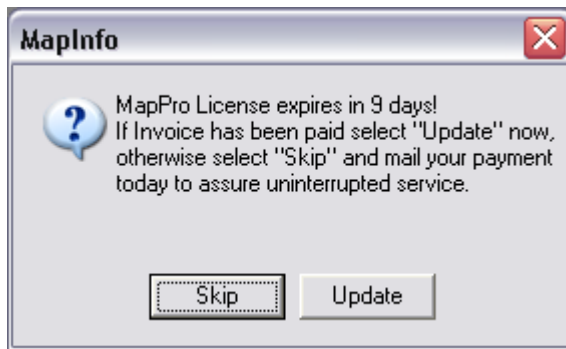 MapInfo
MapPro License expires in 9 days!
If Invoice has been paid select "Update" now,
otherwise select "Skip" and mail your payment
today to assure uninterrupted service.
Skip
Update